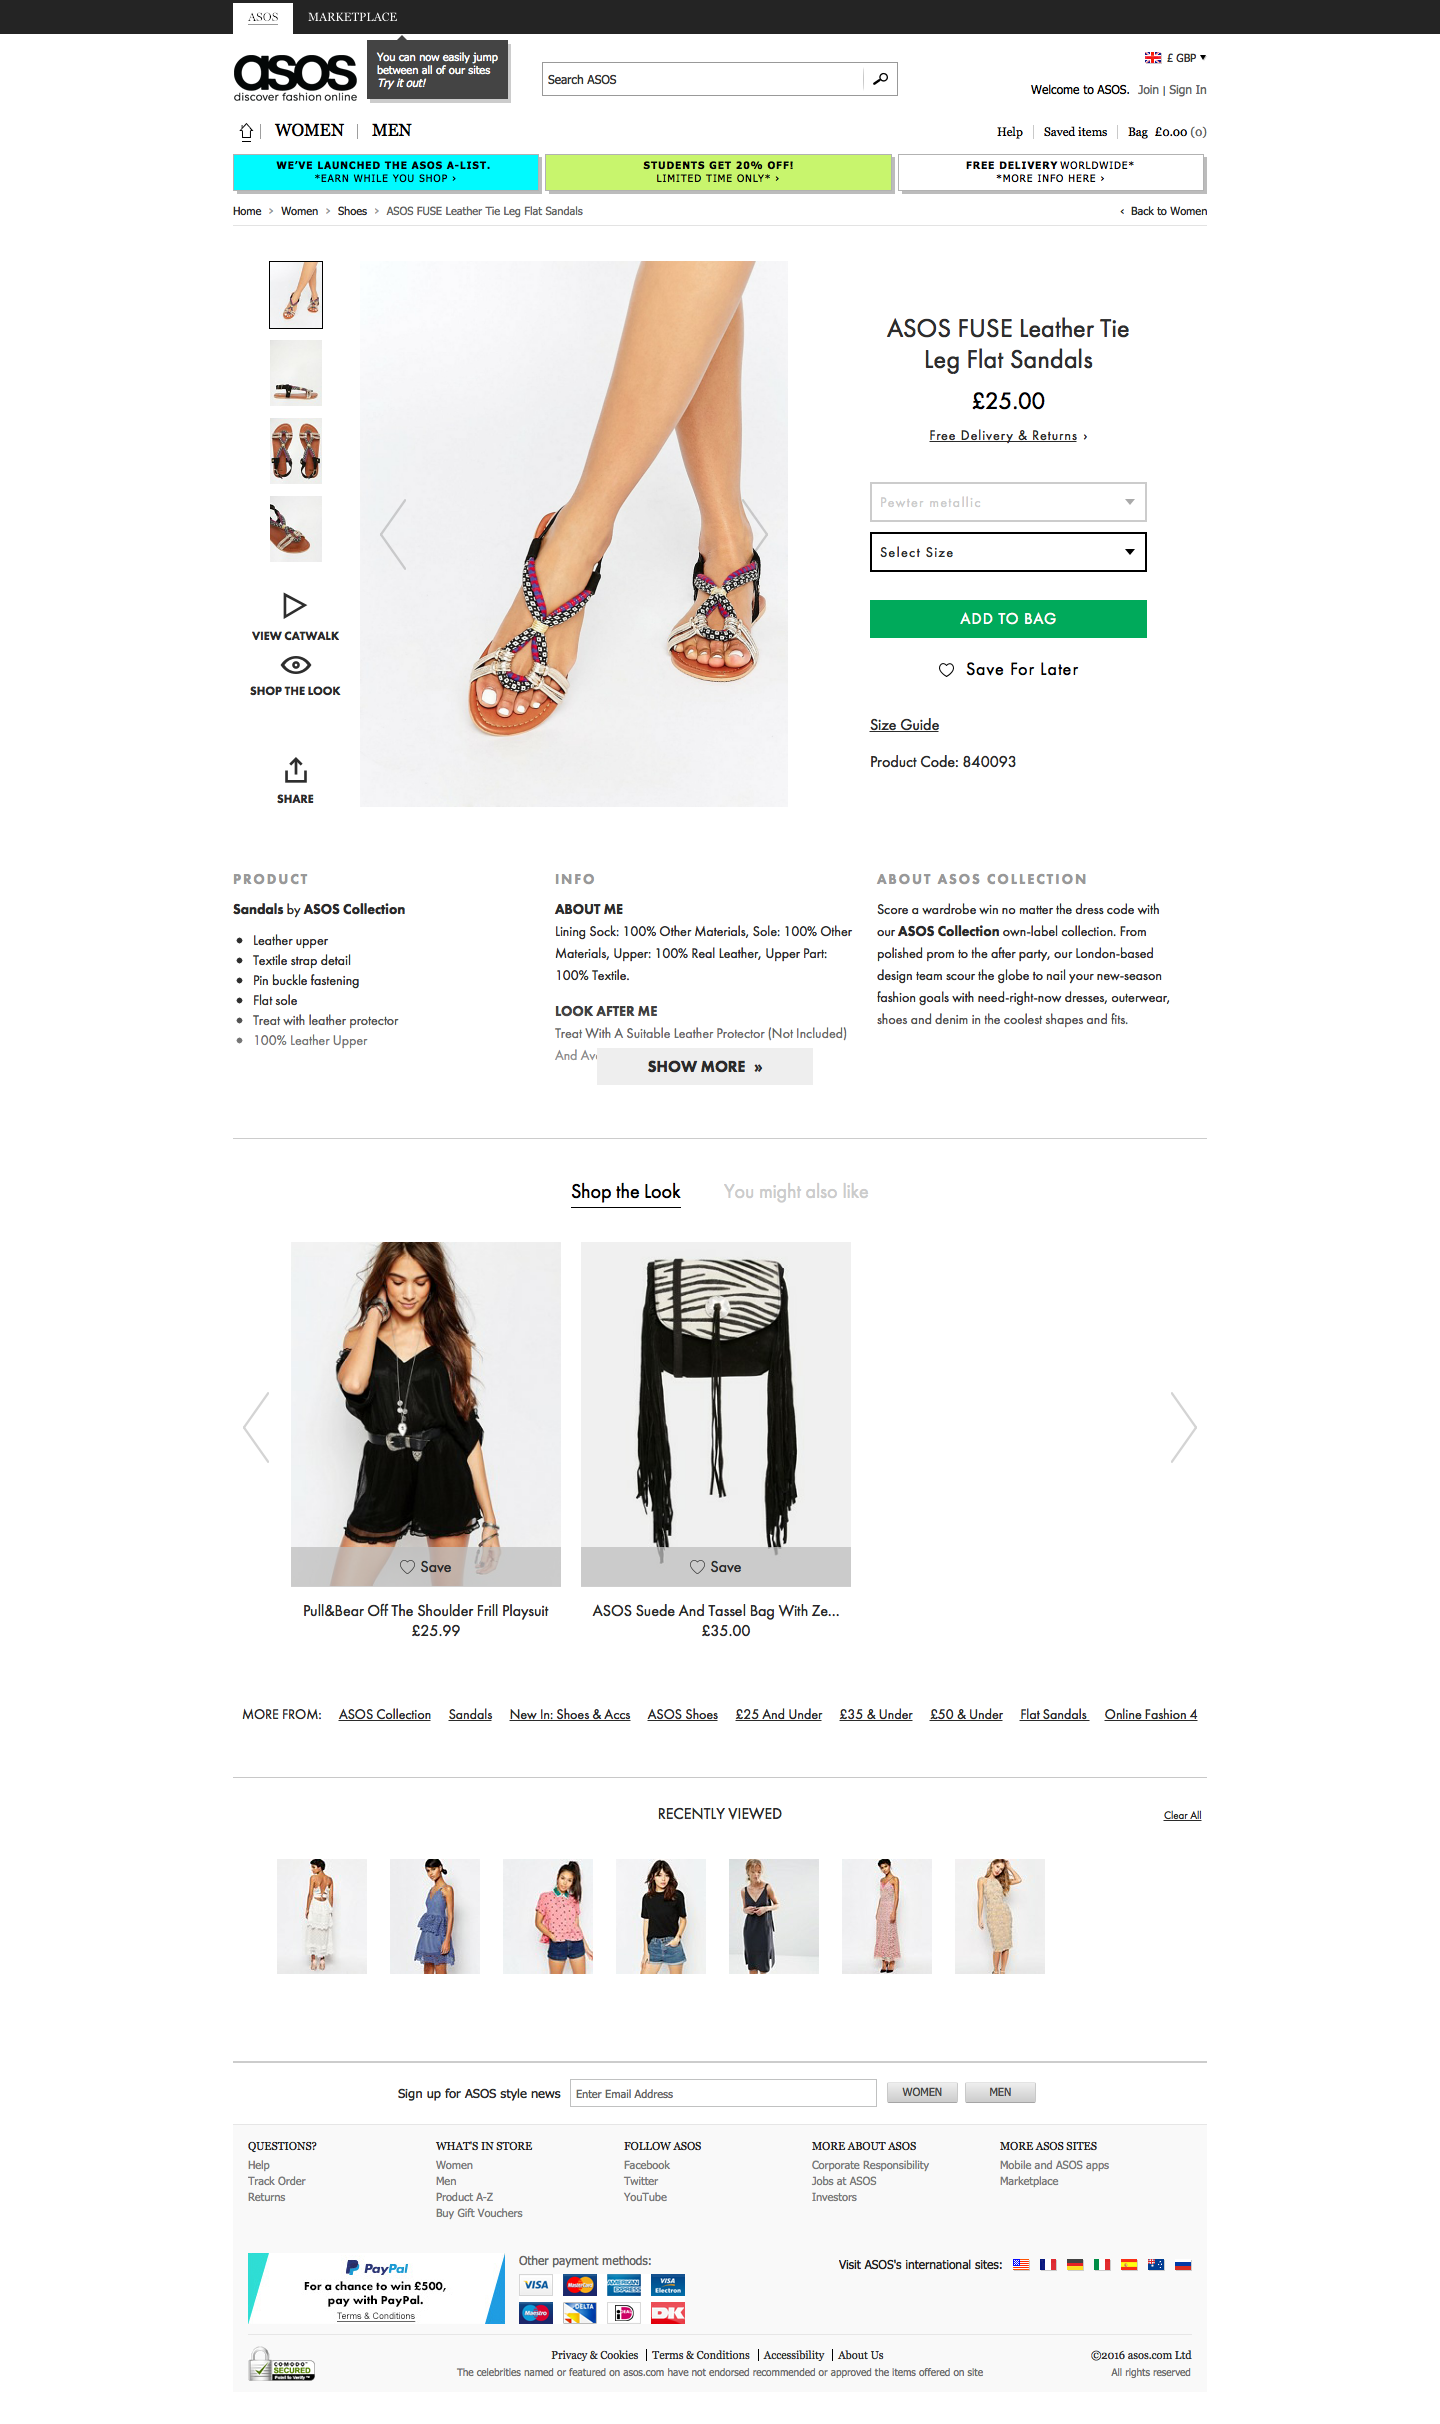 ASOS
MARKETPLACE
asos
discover fashion online
You can now easily jump
between all of our sites
Try it out!
Search ASOS
£ GBP
Welcome to ASOS. Join | Sign In
WOMEN | MEN
Help Saved items Bag £0.00 (0)
WE'VE LAUNCHED THE ASOS A-LIST.
*EARN WHILE YOU SHOP ›
STUDENTS GET 20% OFF!
LIMITED TIME ONLY* ›
FREE DELIVERY WORLDWIDE*
*MORE INFO HERE ›
Home › Women › Shoes › ASOS FUSE Leather Tie Leg Flat Sandals
‹ Back to Women
VIEW CATWALK
SHOP THE LOOK
SHARE
ASOS FUSE Leather Tie
Leg Flat Sandals
£25.00
Free Delivery & Returns ›
Pewter metallic
Select Size
ADD TO BAG
Save For Later
Size Guide
Product Code: 840093
PRODUCT
Sandals by ASOS Collection
• Leather upper
• Textile strap detail
• Pin buckle fastening
• Flat sole
• Treat with leather protector
• 100% Leather Upper
INFO
ABOUT ME
Lining Sock: 100% Other Materials, Sole: 100% Other
Materials, Upper: 100% Real Leather, Upper Part:
100% Textile.
LOOK AFTER ME
Treat With A Suitable Leather Protector (Not Included)
And
SHOW MORE »
ABOUT ASOS COLLECTION
Score a wardrobe win no matter the dress code with
our ASOS Collection own-label collection. From
polished prom to the after party, our London-based
design team scour the globe to nail your new-season
fashion goals with need-right-now dresses, outerwear,
shoes and denim in the coolest shapes and fits.
Shop the Look
You might also like
Save
Save
Pull&Bear Off The Shoulder Frill Playsuit
£25.99
ASOS Suede And Tassel Bag With Ze...
£35.00
MORE FROM: ASOS Collection Sandals New In: Shoes & Accs ASOS Shoes £25 And Under £35 & Under £50 & Under Flat Sandals Online Fashion 4
RECENTLY VIEWED
Clear All
Sign up for ASOS style news
Enter Email Address
WOMEN
MEN
QUESTIONS?
Help
Track Order
Returns
WHAT'S IN STORE
Women
Men
Product A-Z
Buy Gift Vouchers
FOLLOW ASOS
Facebook
Twitter
YouTube
MORE ABOUT ASOS
Corporate Responsibility
Jobs at ASOS
Investors
MORE ASOS SITES
Mobile and ASOS apps
Marketplace
PayPal
For a chance to win £500,
pay with PayPal.
Terms & Conditions
Other payment methods:
VISA
MasterCard
AMERICAN EXPRESS
VISA Electron
Maestro
DELTA
iDEAL
DK
Visit ASOS's international sites:
COMODO
SECURED
Privacy & Cookies | Terms & Conditions | Accessibility | About Us
The celebrities named or featured on asos.com have not endorsed recommended or approved the items offered on site
©2016 asos.com Ltd
All rights reserved